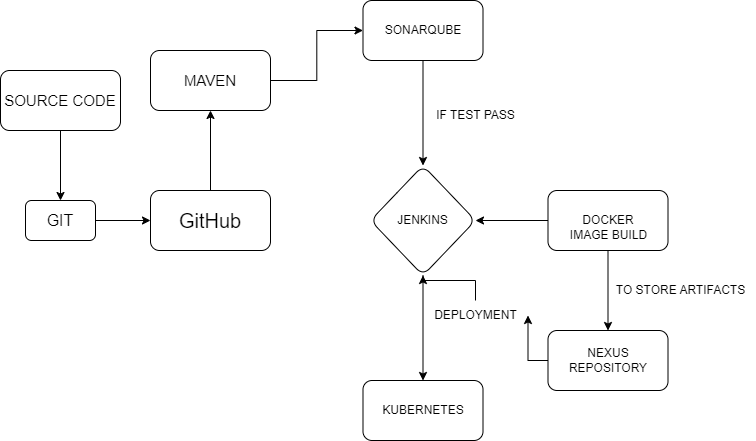 SOURCE CODE
GIT
GitHub
MAVEN
SONARQUBE
IF TEST PASS
JENKINS
DOCKER
IMAGE BUILD
TO STORE ARTIFACTS
NEXUS
REPOSITORY
DEPLOYMENT
KUBERNETES